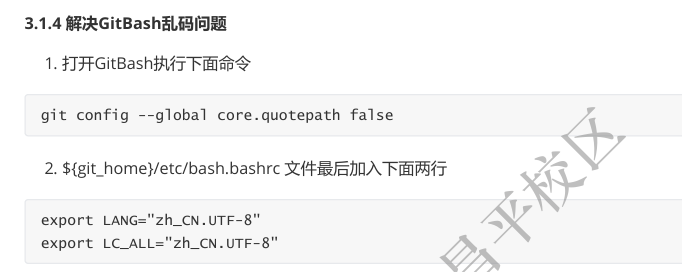 3.1.4 解决GitBash乱码问题
1. 打开GitBash执行下面命令
git config --global core.quotepath false
2. ${git_home}/etc/bash.bashrc 文件最后加入下面两行
export LANG="zh_CN.UTF-8"
export LC_ALL="zh_CN.UTF-8"
昌平校区